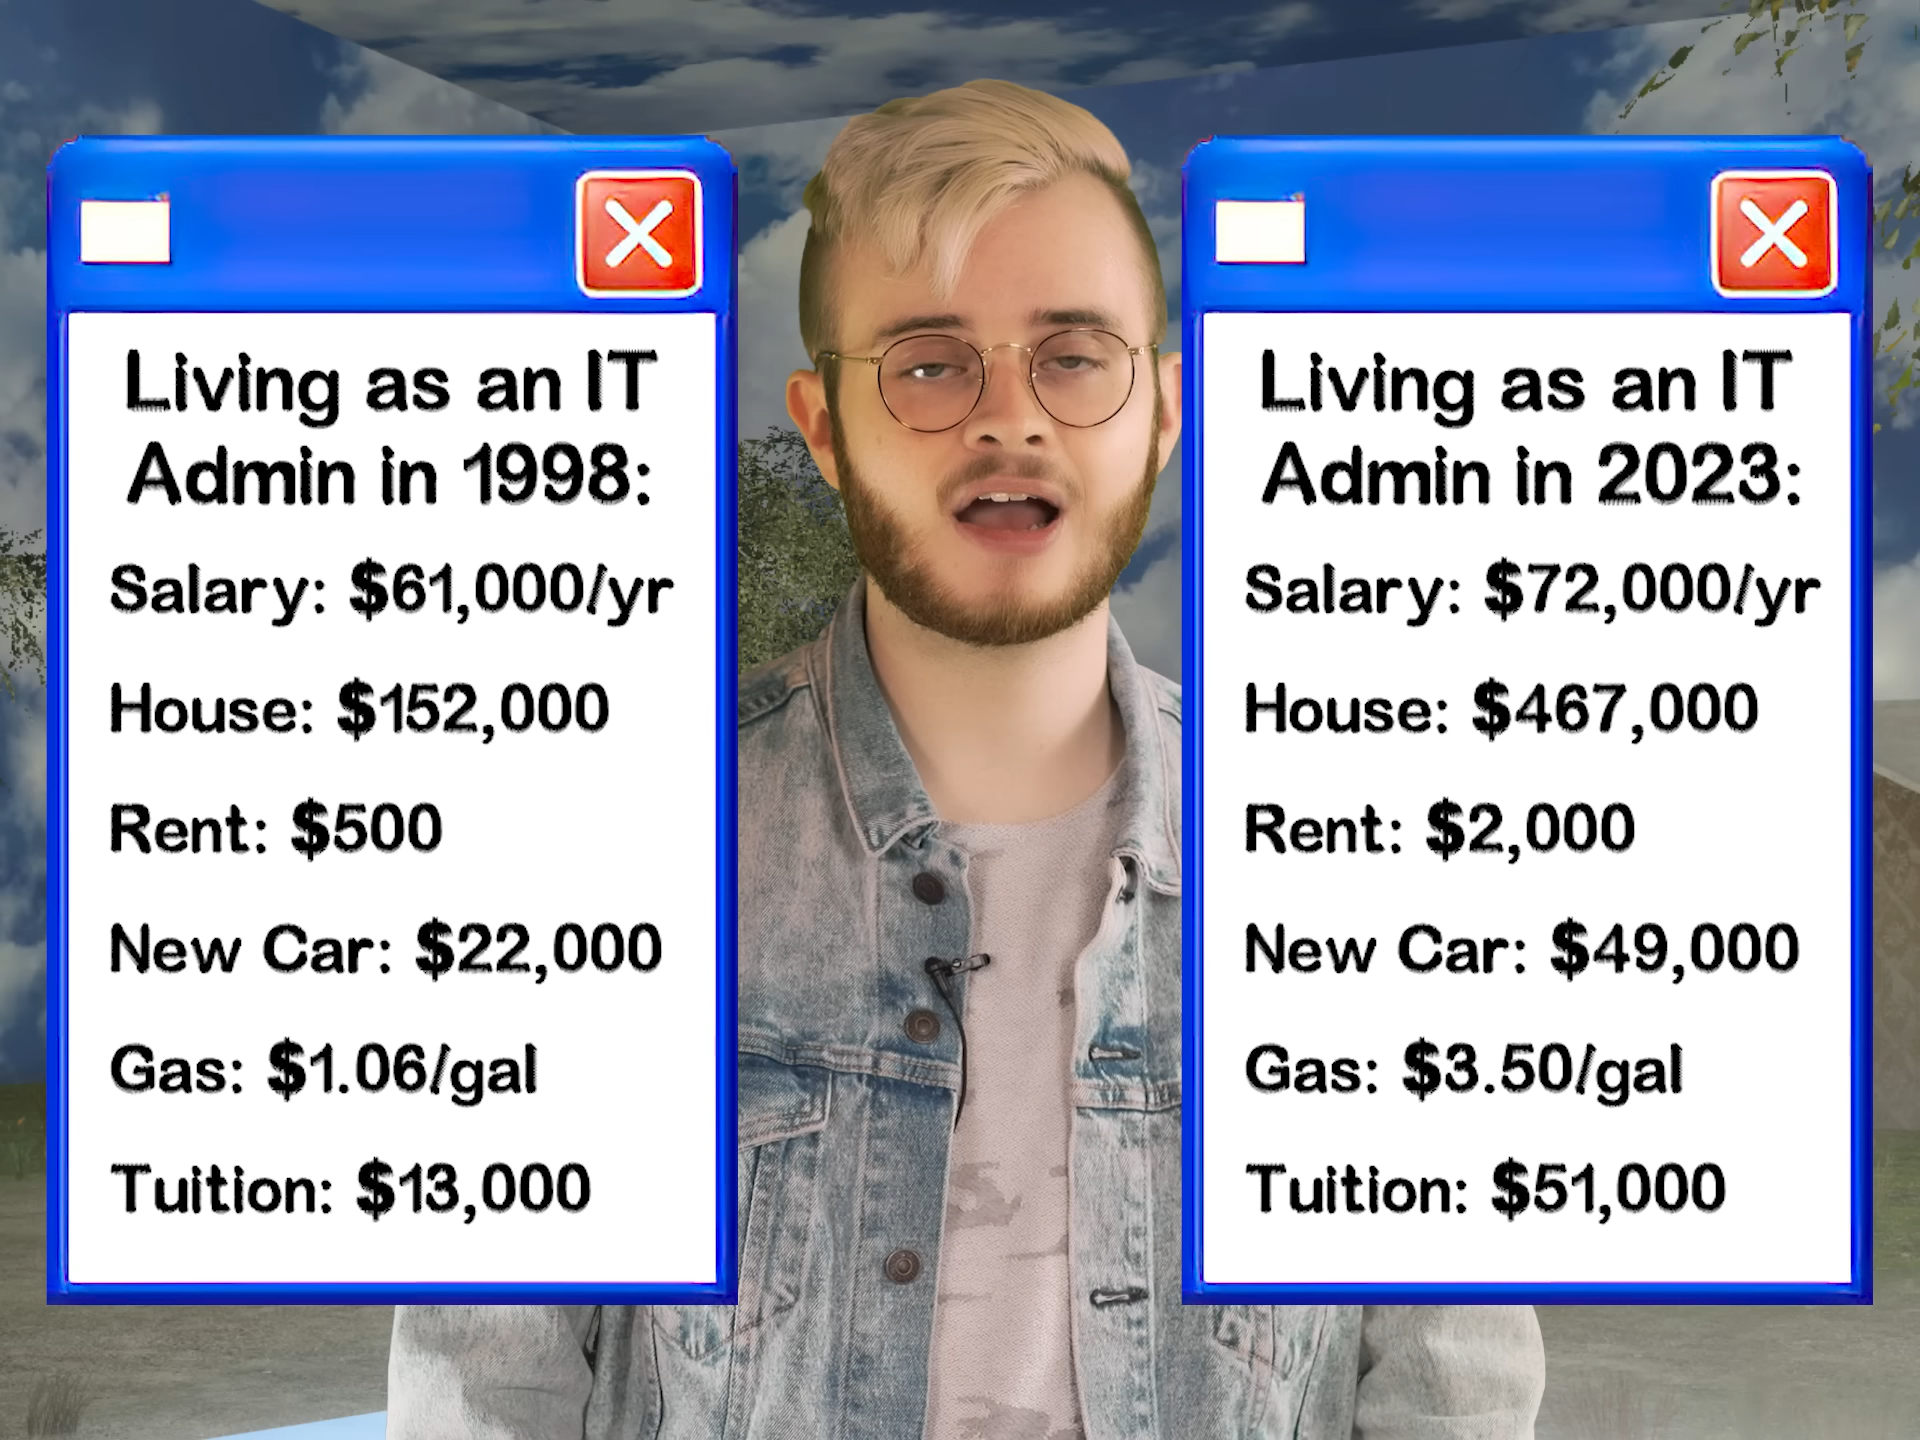 Living as an IT
Admin in 1998:
Salary: $61,000/yr
House: $152,000
Rent: $500
New Car: $22,000
Gas: $1.06/gal
Tuition: $13,000
Living as an IT
Admin in 2023:
Salary: $72,000/yr
House: $467,000
Rent: $2,000
New Car: $49,000
Gas: $3.50/gal
Tuition: $51,000